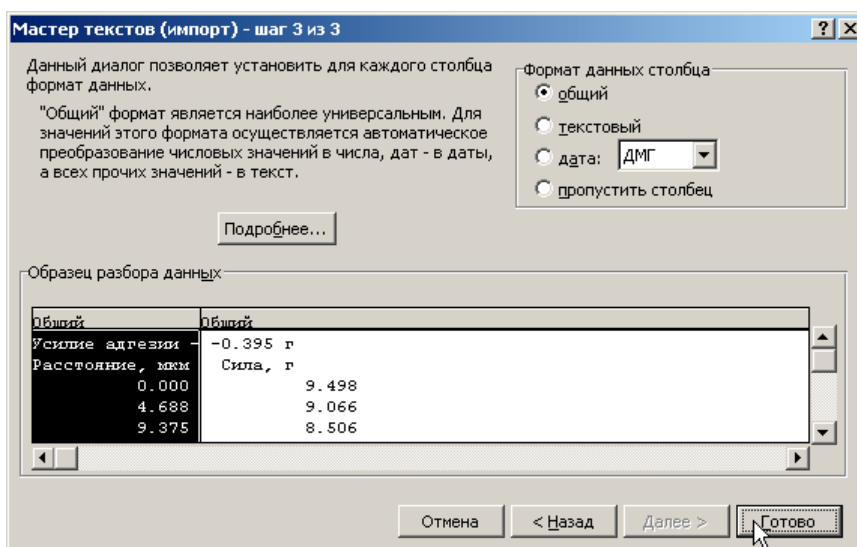 Мастер текстов (импорт) - шаг 3 из 3
Данный диалог позволяет установить для каждого столбца
формат данных.
"Общий" формат является наиболее универсальным. Для
значений этого формата осуществляется автоматическое
преобразование числовых значений в числа, дат - в даты,
а всех прочих значений - в текст.
Подробнее...
Формат данных столбца
общий
текстовый
дата: ДМГ
пропустить столбец
Образец разбора данных
Общий Общий
Усилие адгезии - -0.395 г
Расстояние, мкм Сила, г
0.000 9.498
4.688 9.066
9.375 8.506
Отмена < Назад Далее > Готово